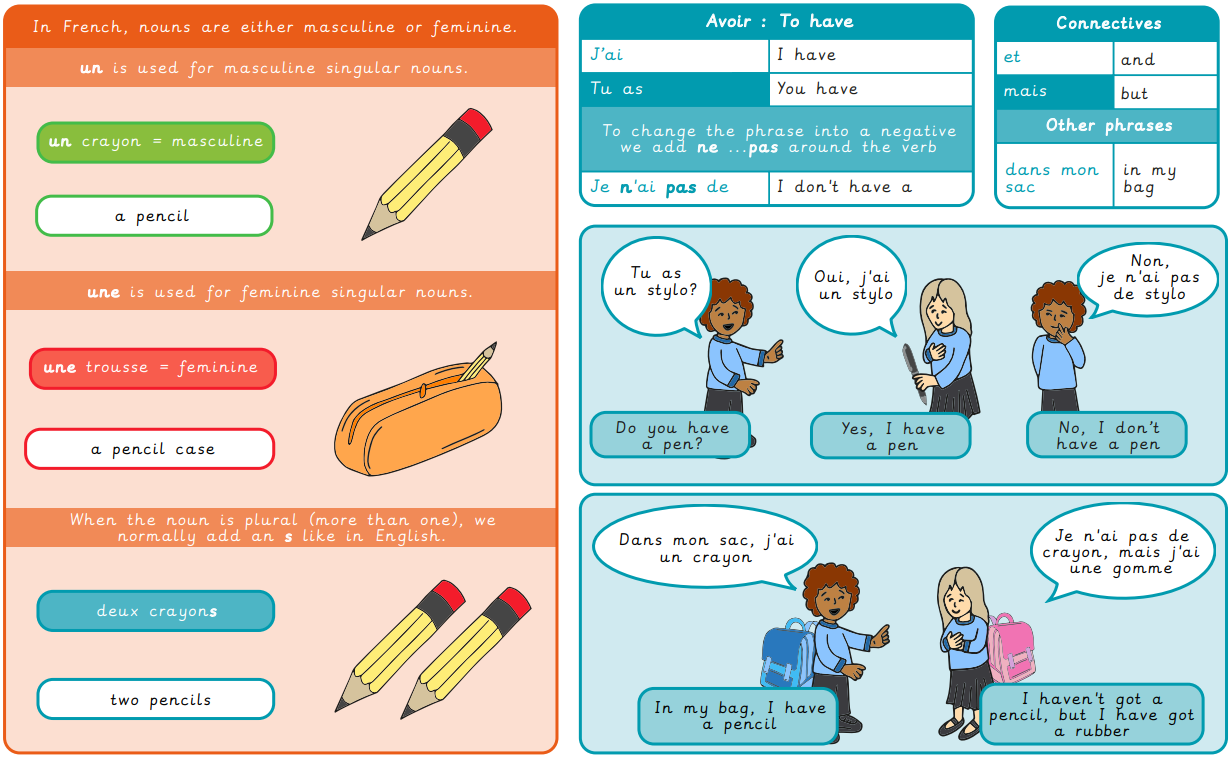 In French, nouns are either masculine or feminine.
un is used for masculine singular nouns.
un crayon = masculine
a pencil
une is used for feminine singular nouns.
une trousse = feminine
a pencil case
When the noun is plural (more than one), we
normally add an s like in English.
deux crayons
two pencils
Avoir : To have
J'ai
I have
Tu as
You have
To change the phrase into a negative
we add ne ...pas around the verb
Je n'ai pas de
I don't have a
Connectives
et
and
mais
but
Other phrases
dans mon
sac
in my
bag
Tu as
un stylo?
Oui, j'ai
un stylo
Non,
je n'ai pas
de stylo
Do you have
a pen?
Yes, I have
a pen
No, I don't
have a pen
Dans mon sac, j'ai
un crayon
Je n'ai pas de
crayon, mais j'ai
une gomme
In my bag, I have
a pencil
I haven't got a
pencil, but I have got
a rubber